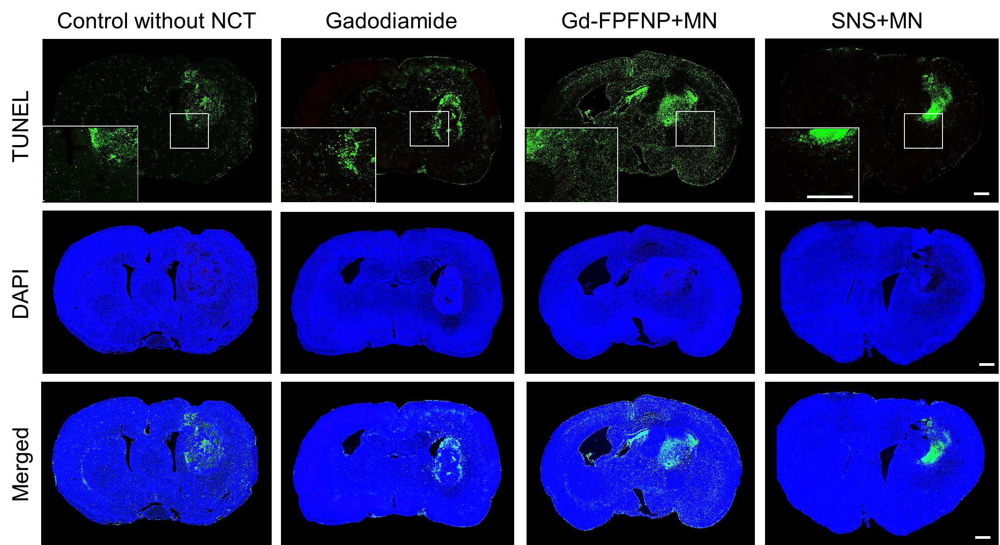 Control without NCT
Gadodiamide
Gd-FPFNP+MN
SNS+MN
TUNEL
DAPI
Merged